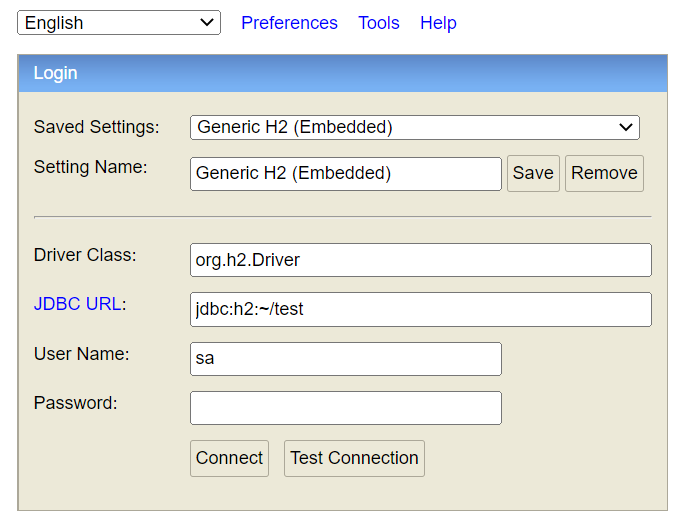 English Preferences Tools Help
Login
Saved Settings: Generic H2 (Embedded)
Setting Name: Generic H2 (Embedded) Save Remove
Driver Class: org.h2.Driver
JDBC URL: jdbc:h2:~/test
User Name: sa
Password:
Connect Test Connection